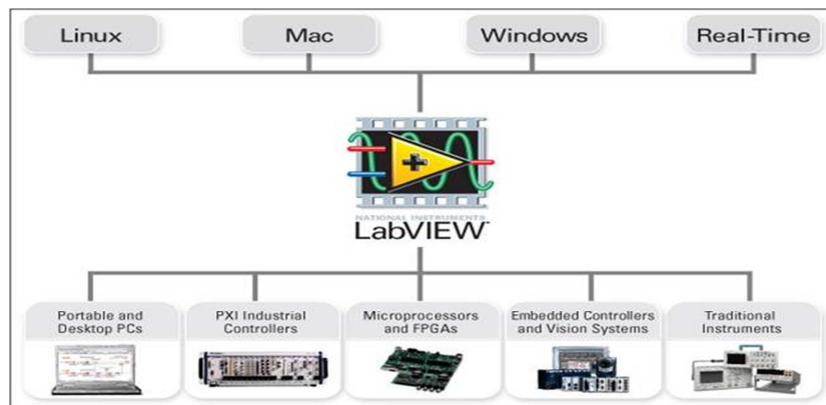 Linux
Mac
Windows
Real-Time
NATIONAL INSTRUMENTS
LabVIEW™
Portable and
Desktop PCs
PXI Industrial
Controllers
Microprocessors
and FPGAs
Embedded Controllers
and Vision Systems
Traditional
Instruments